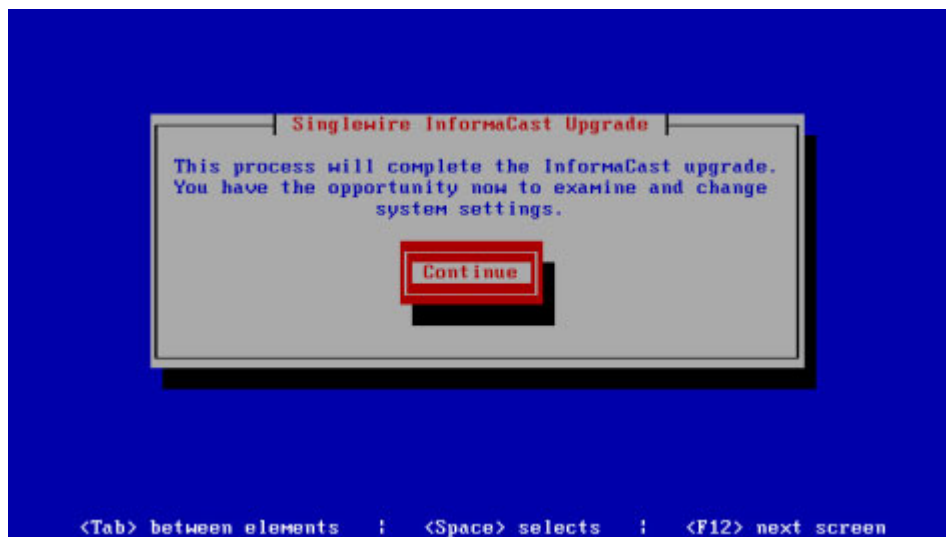 Singlewire InformaCast Upgrade
This process will complete the InformaCast upgrade.
You have the opportunity now to examine and change
system settings.
Continue
<Tab> between elements ¦ <Space> selects ¦ <F12> next screen